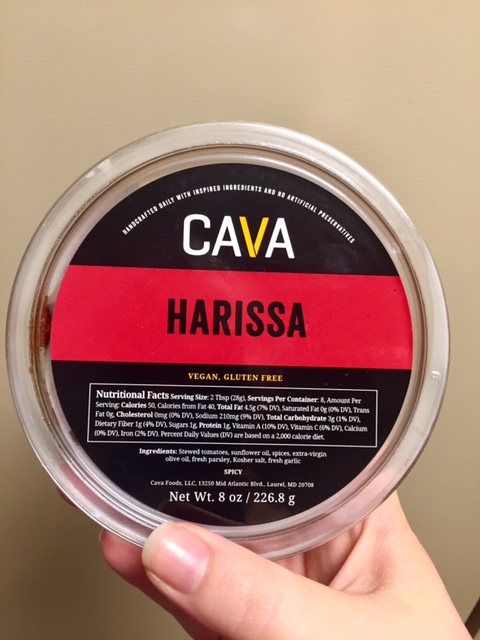 HANDCRAFTED DAILY WITH INSPIRED INGREDIENTS AND NO ARTIFICIAL PRESERVATIVES
CAVA
HARISSA
VEGAN, GLUTEN FREE
Nutritional Facts Serving Size: 2 Tbsp (28g), Servings Per Container: 8, Amount Per
Serving: Calories 50, Calories from Fat 40, Total Fat 4.5g (7% DV), Saturated Fat 0g (0% DV), Trans
Fat 0g, Cholesterol 0mg (0% DV), Sodium 210mg (9% DV), Total Carbohydrate 3g (1% DV),
Dietary Fiber 1g (4% DV), Sugars 1g, Protein 1g, Vitamin A (10% DV), Vitamin C (6% DV), Calcium
(0% DV), Iron (2% DV). Percent Daily Values (DV) are based on a 2,000 calorie diet.
Ingredients: Stewed tomatoes, sunflower oil, spices, extra-virgin
olive oil, fresh parsley, Kosher salt, fresh garlic
SPICY
Cava Foods, LLC, 13250 Mid Atlantic Blvd., Laurel, MD 20708
Net Wt. 8 oz / 226.8 g